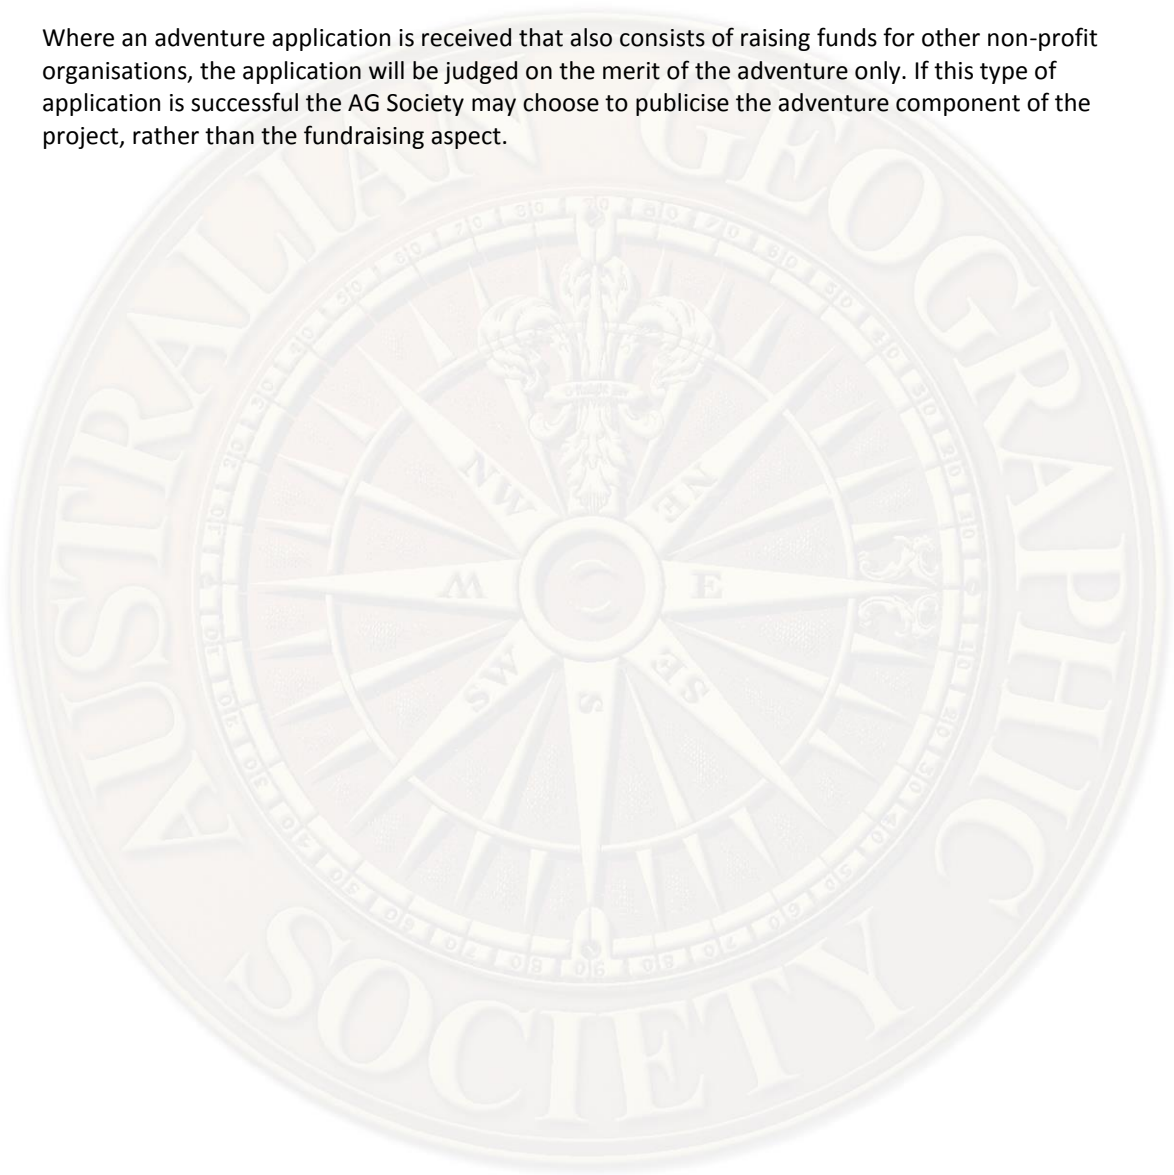 Where an adventure application is received that also consists of raising funds for other non-profit
organisations, the application will be judged on the merit of the adventure only. If this type of
application is successful the AG Society may choose to publicise the adventure component of the
project, rather than the fundraising aspect.
AUSTRALIAN GEOGRAPHIC
SOCIETY
NW
EN
W
E
SW
SE
S